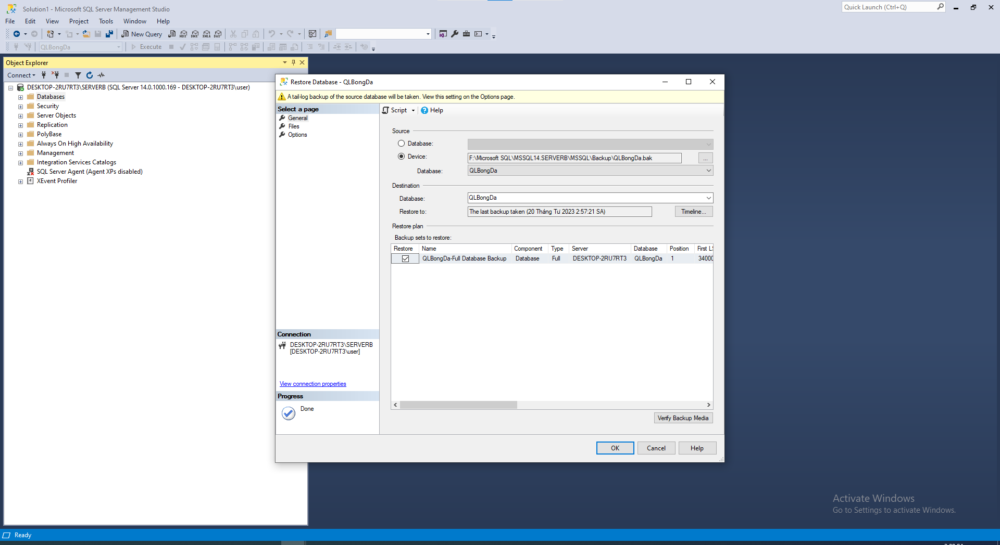 Solution1 - Microsoft SQL Server Management Studio
Quick Launch (Ctrl+Q)
File Edit View Project Tools Window Help
New Query MDX DMX XMLA DAX
QLBongDa Execute
Object Explorer
Connect
DESKTOP-2RU7RT3\SERVERB (SQL Server 14.0.1000.169 - DESKTOP-2RU7RT3\user)
Databases
Security
Server Objects
Replication
PolyBase
Always On High Availability
Management
Integration Services Catalogs
SQL Server Agent (Agent XPs disabled)
XEvent Profiler
Restore Database - QLBongDa
A tail-log backup of the source database will be taken. View this setting on the Options page.
Select a page
General
Files
Options
Connection
DESKTOP-2RU7RT3\SERVERB
[DESKTOP-2RU7RT3\user]
View connection properties
Progress
Done
Script Help
Source
Database:
Device: F:\Microsoft SQL\MSSQL14.SERVERB\MSSQL\Backup\QLBongDa.bak ...
Database: QLBongDa
Destination
Database: QLBongDa
Restore to: The last backup taken (20 Tháng Tư 2023 2:57:21 SA) Timeline...
Restore plan
Backup sets to restore:
Restore Name Component Type Server Database Position First LS
QLBongDa-Full Database Backup Database Full DESKTOP-2RU7RT3 QLBongDa 1 34000
Verify Backup Media
OK Cancel Help
Activate Windows
Go to Settings to activate Windows.
Ready